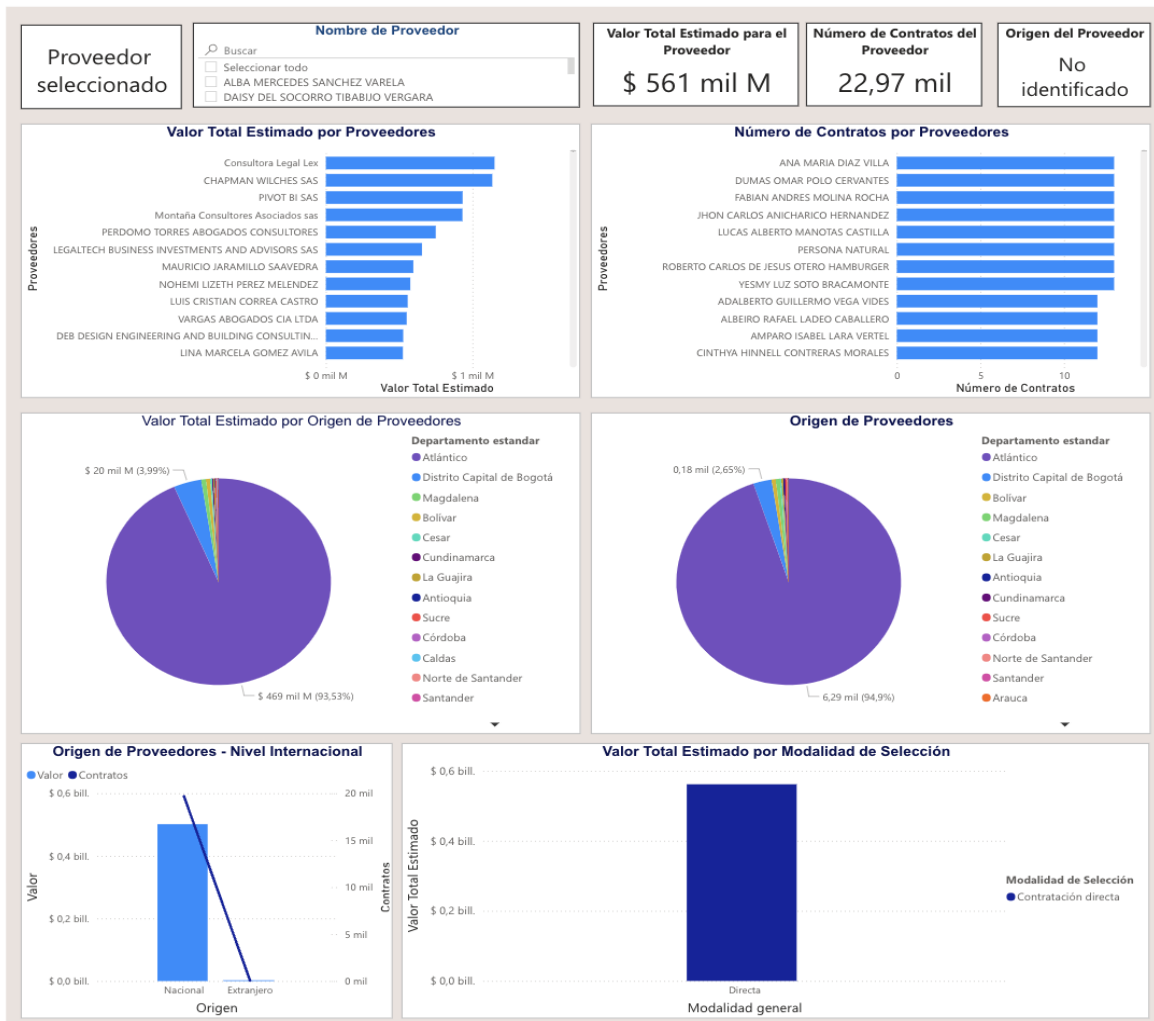 Proveedor
seleccionado
Nombre de Proveedor
Buscar
Seleccionar todo
ALBA MERCEDES SANCHEZ VARELA
DAISY DEL SOCORRO TIBABIJO VERGARA
Valor Total Estimado para el
Proveedor
$ 561 mil M
Número de Contratos del
Proveedor
22,97 mil
Origen del Proveedor
No
identificado
Valor Total Estimado por Proveedores
Proveedores
Consultora Legal Lex
CHAPMAN WILCHES SAS
PIVOT BI SAS
Montaña Consultores Asociados sas
PERDOMO TORRES ABOGADOS CONSULTORES
LEGALTECH BUSINESS INVESTMENTS AND ADVISORS SAS
MAURICIO JARAMILLO SAAVEDRA
NOHEMI LIZETH PEREZ MELENDEZ
LUIS CRISTIAN CORREA CASTRO
VARGAS ABOGADOS CIA LTDA
DEB DESIGN ENGINEERING AND BUILDING CONSULTIN...
LINA MARCELA GOMEZ AVILA
$ 0 mil M
$ 1 mil M
Valor Total Estimado
Número de Contratos por Proveedores
Proveedores
ANA MARIA DIAZ VILLA
DUMAS OMAR POLO CERVANTES
FABIAN ANDRES MOLINA ROCHA
JHON CARLOS ANICHARICO HERNANDEZ
LUCAS ALBERTO MANOTAS CASTILLA
PERSONA NATURAL
ROBERTO CARLOS DE JESUS OTERO HAMBURGER
YESMY LUZ SOTO BRACAMONTE
ADALBERTO GUILLERMO VEGA VIDES
ALBEIRO RAFAEL LADEO CABALLERO
AMPARO ISABEL LARA VERTEL
CINTHYA HINNELL CONTRERAS MORALES
0
5
10
Número de Contratos
Valor Total Estimado por Origen de Proveedores
$ 20 mil M (3,99%)
$ 469 mil M (93,53%)
Departamento estandar
Atlántico
Distrito Capital de Bogotá
Magdalena
Bolívar
Cesar
Cundinamarca
La Guajira
Antioquia
Sucre
Córdoba
Caldas
Norte de Santander
Santander
Origen de Proveedores
0,18 mil (2,65%)
6,29 mil (94,9%)
Departamento estandar
Atlántico
Distrito Capital de Bogotá
Bolívar
Magdalena
Cesar
La Guajira
Antioquia
Cundinamarca
Sucre
Córdoba
Norte de Santander
Santander
Arauca
Origen de Proveedores - Nivel Internacional
Valor
Contratos
Valor
$ 0,6 bill.
$ 0,4 bill.
$ 0,2 bill.
$ 0,0 bill.
20 mil
15 mil
10 mil
5 mil
0 mil
Contratos
Nacional
Extranjero
Origen
Valor Total Estimado por Modalidad de Selección
Valor Total Estimado
$ 0,6 bill.
$ 0,4 bill.
$ 0,2 bill.
$ 0,0 bill.
Directa
Modalidad general
Modalidad de Selección
Contratación directa